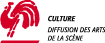 CULTURE
DIFFUSION DES ARTS
DE LA SCÈNE